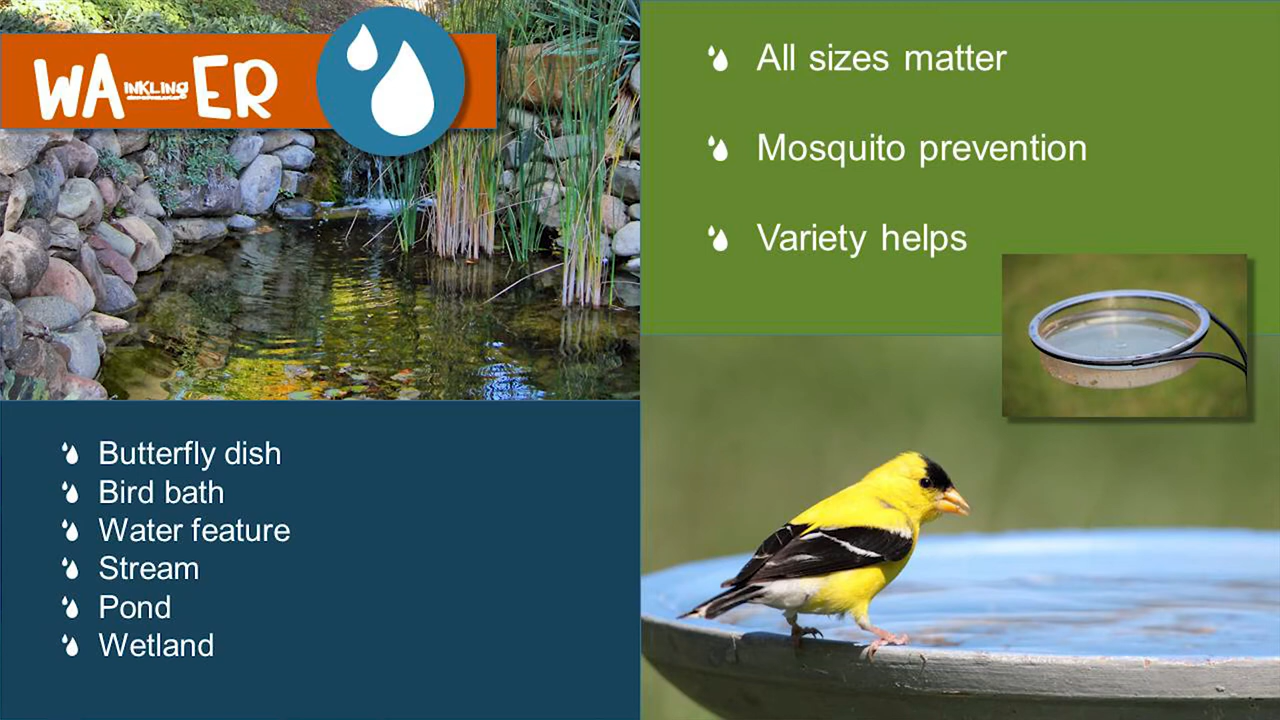 WA ER
INKLING
All sizes matter
Mosquito prevention
Variety helps
Butterfly dish
Bird bath
Water feature
Stream
Pond
Wetland